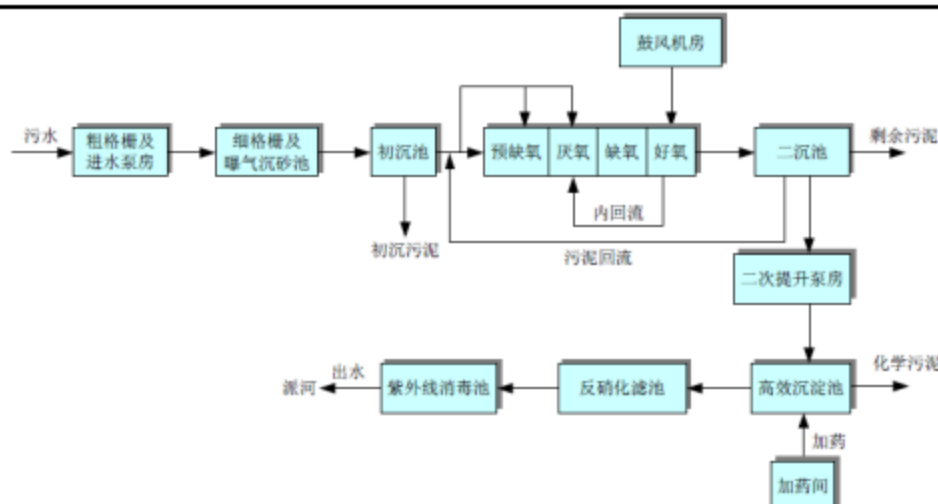 鼓风机房
污水
粗格栅及
进水泵房
细格栅及
曝气沉砂池
初沉池
预缺氧
厌氧
缺氧
好氧
二沉池
剩余污泥
内回流
初沉污泥
污泥回流
二次提升泵房
化学污泥
派河
出水
紫外线消毒池
反硝化滤池
高效沉淀池
加药
加药间